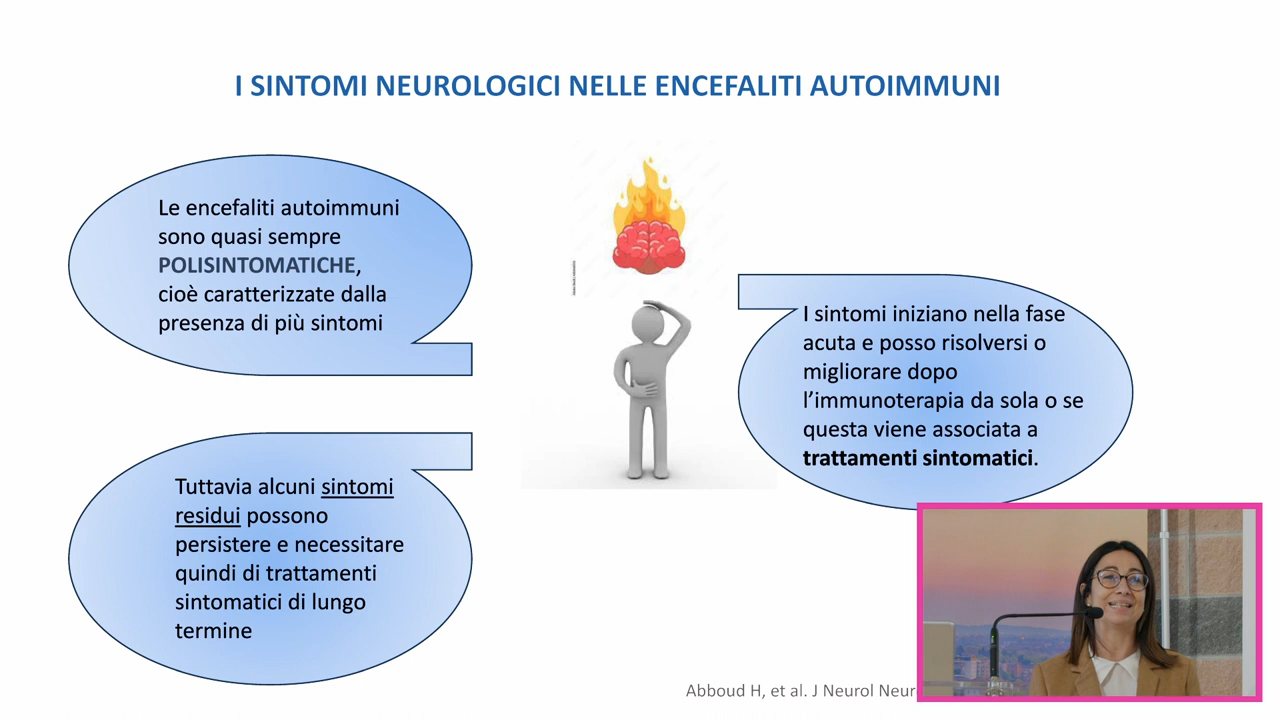 I SINTOMI NEUROLOGICI NELLE ENCEFALITI AUTOIMMUNI
Le encefaliti autoimmuni
sono quasi sempre
POLISINTOMATICHE,
cioè caratterizzate dalla
presenza di più sintomi
I sintomi iniziano nella fase
acuta e posso risolversi o
migliorare dopo
l’immunoterapia da sola o se
questa viene associata a
trattamenti sintomatici.
Tuttavia alcuni sintomi
residui possono
persistere e necessitare
quindi di trattamenti
sintomatici di lungo
termine
Abboud H, et al. J Neurol